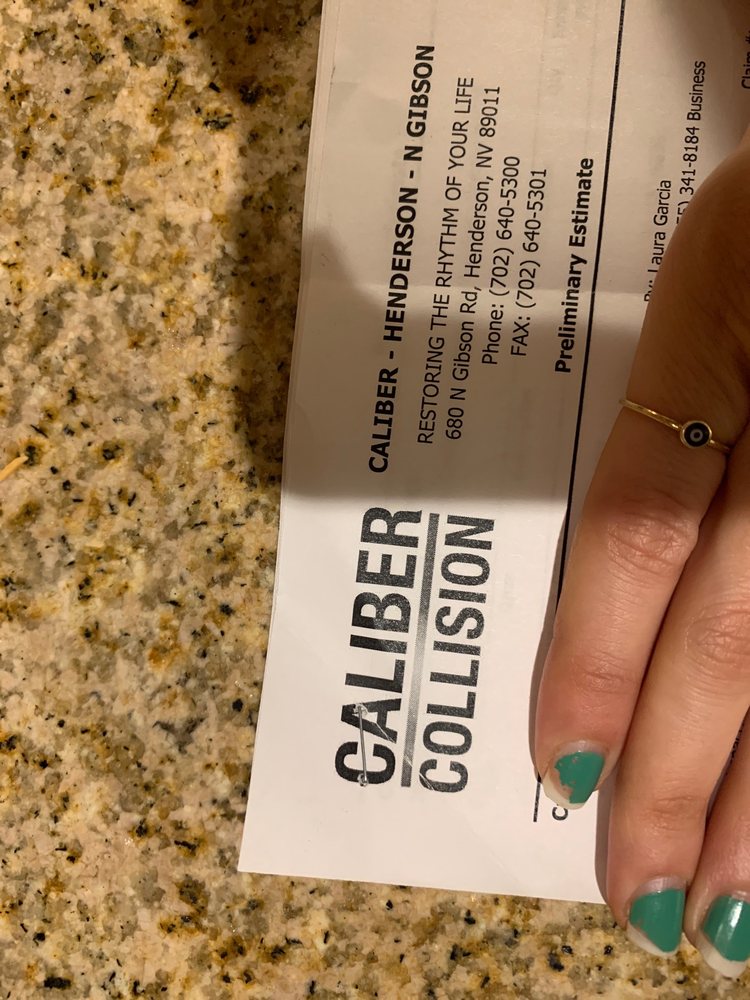 CALIBER
COLLISION
CALIBER - HENDERSON - N GIBSON
RESTORING THE RHYTHM OF YOUR LIFE
680 N Gibson Rd, Henderson, NV 89011
Phone: (702) 640-5300
FAX: (702) 640-5301
Preliminary Estimate
Laura Garcia
341-8184 Business